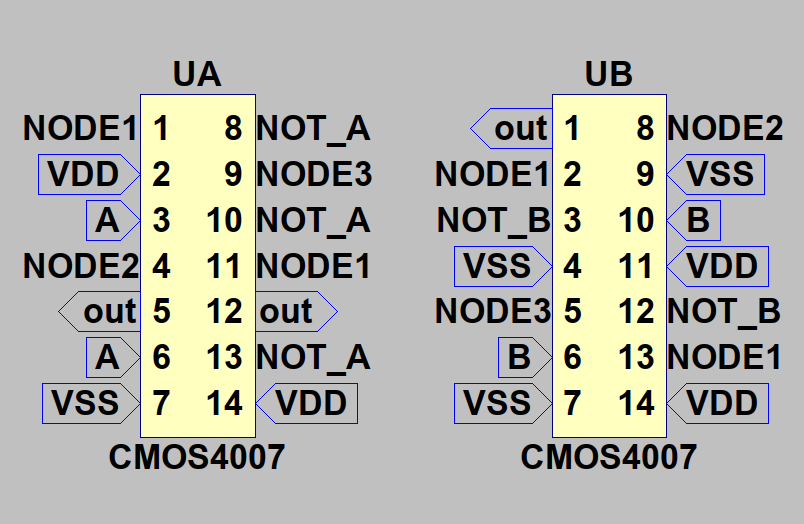 UA
NODE1 1 8 NOT_A
VDD 2 9 NODE3
A 3 10 NOT_A
NODE2 4 11 NODE1
out 5 12 out
A 6 13 NOT_A
VSS 7 14 VDD
CMOS4007
UB
out 1 8 NODE2
NODE1 2 9 VSS
NOT_B 3 10 B
VSS 4 11 VDD
NODE3 5 12 NOT_B
B 6 13 NODE1
VSS 7 14 VDD
CMOS4007